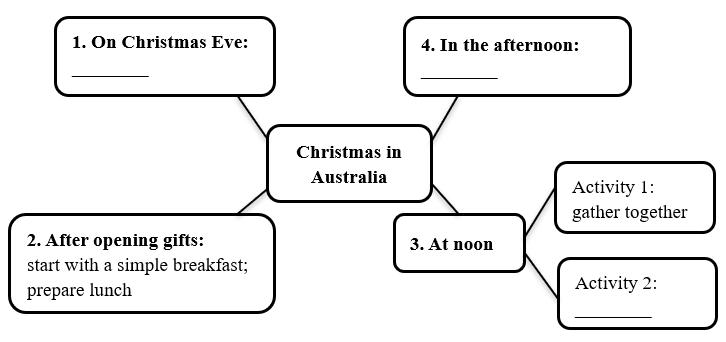 1. On Christmas Eve:
________
4. In the afternoon:
________
Christmas in
Australia
2. After opening gifts:
start with a simple breakfast;
prepare lunch
3. At noon
Activity 1:
gather together
Activity 2:
________